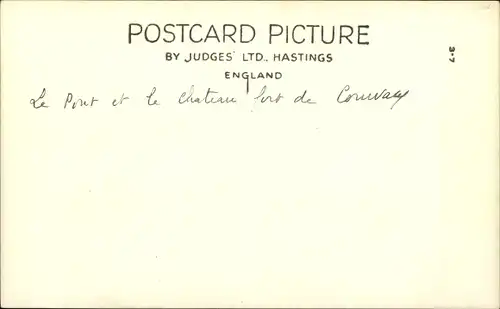 POSTCARD PICTURE
BY JUDGES' LTD., HASTINGS
ENGLAND
3-7
Le Pont et le chateau fort de Conway